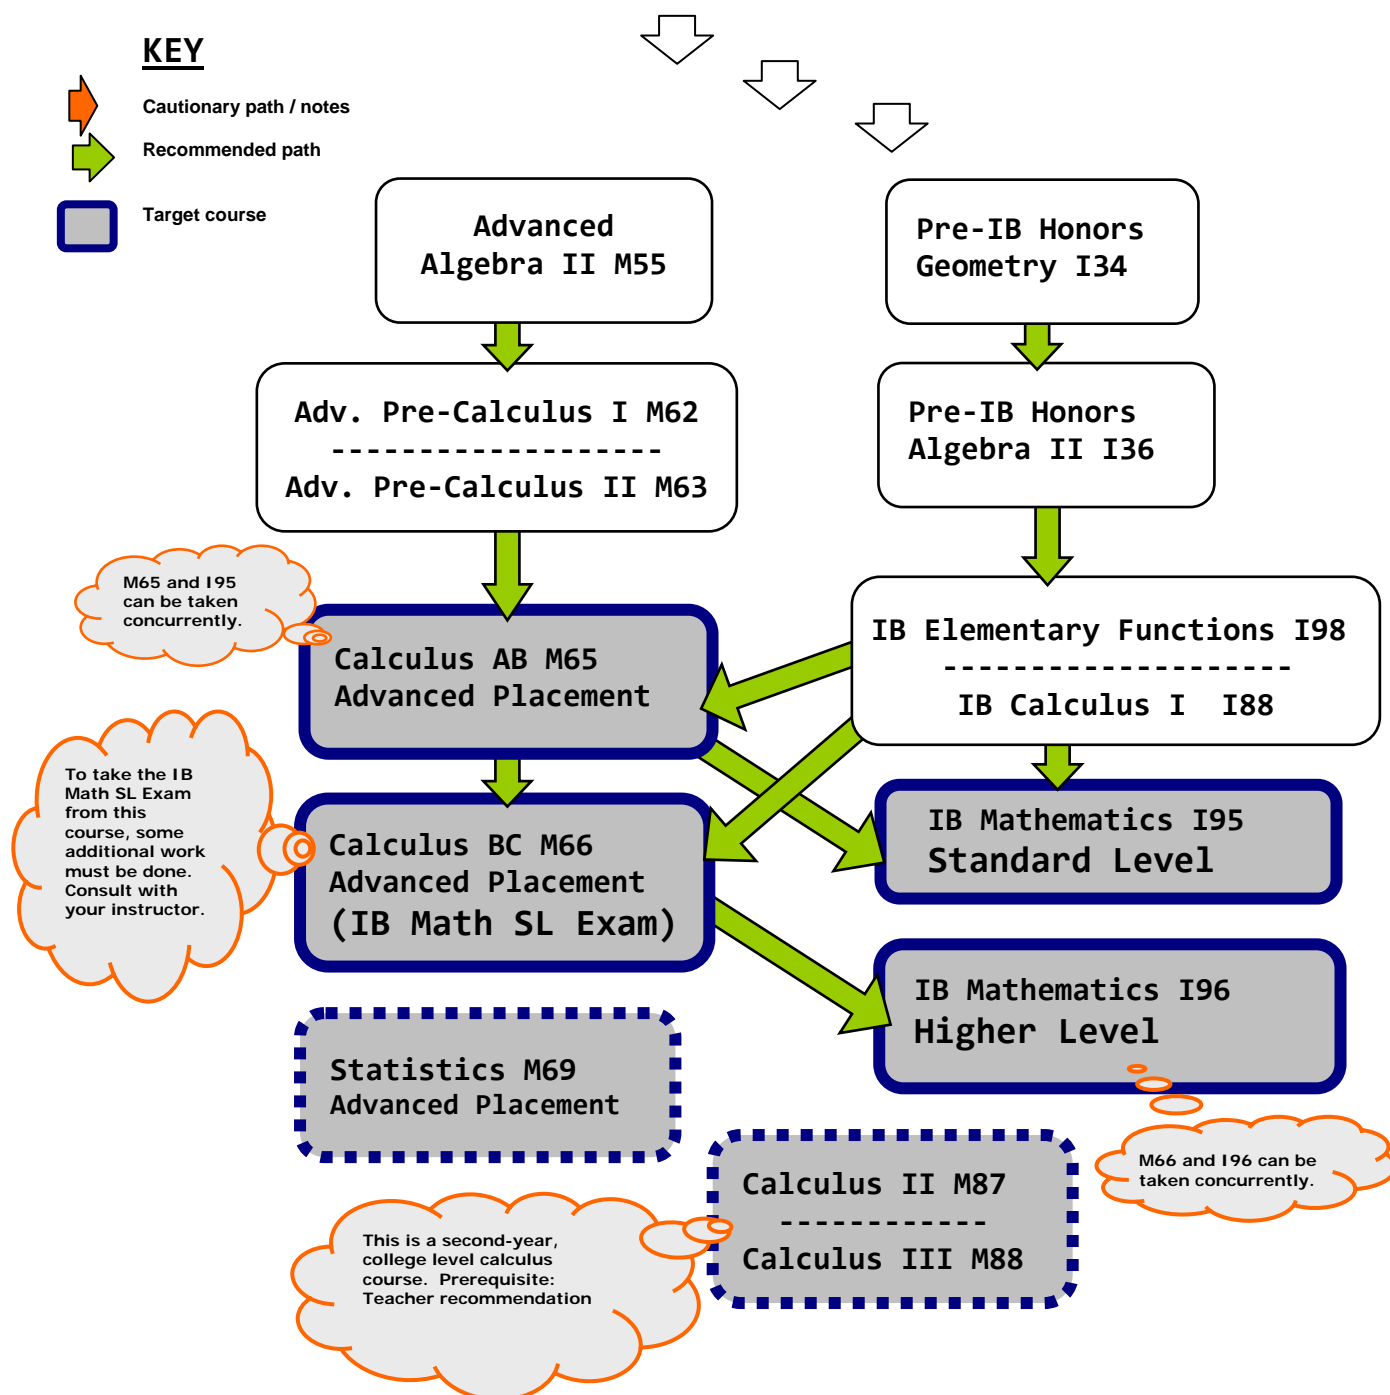 KEY
Cautionary path / notes
Recommended path
Target course
Advanced
Algebra II M55
Pre-IB Honors
Geometry I34
Adv. Pre-Calculus I M62
--------------------
Adv. Pre-Calculus II M63
Pre-IB Honors
Algebra II I36
M65 and I95
can be taken
concurrently.
Calculus AB M65
Advanced Placement
IB Elementary Functions I98
---------------------
IB Calculus I  I88
To take the IB
Math SL Exam
from this
course, some
additional work
must be done.
Consult with
your instructor.
Calculus BC M66
Advanced Placement
(IB Math SL Exam)
IB Mathematics I95
Standard Level
IB Mathematics I96
Higher Level
Statistics M69
Advanced Placement
M66 and I96 can be
taken concurrently.
Calculus II M87
------------
Calculus III M88
This is a second-year,
college level calculus
course.  Prerequisite:
Teacher recommendation